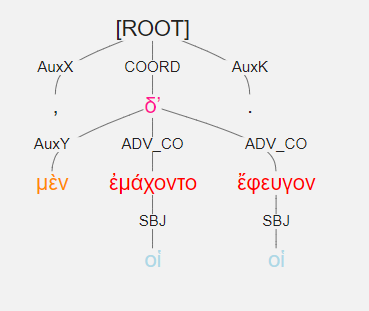 [ROOT]
AuxX COORD AuxK
, δ’ .
AuxY ADV_CO ADV_CO
μὲν ἐμάχοντο ἔφευγον
SBJ SBJ
οἱ οἱ